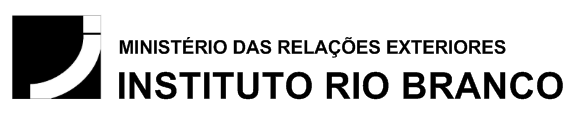 MINISTÉRIO DAS RELAÇÕES EXTERIORES
INSTITUTO RIO BRANCO